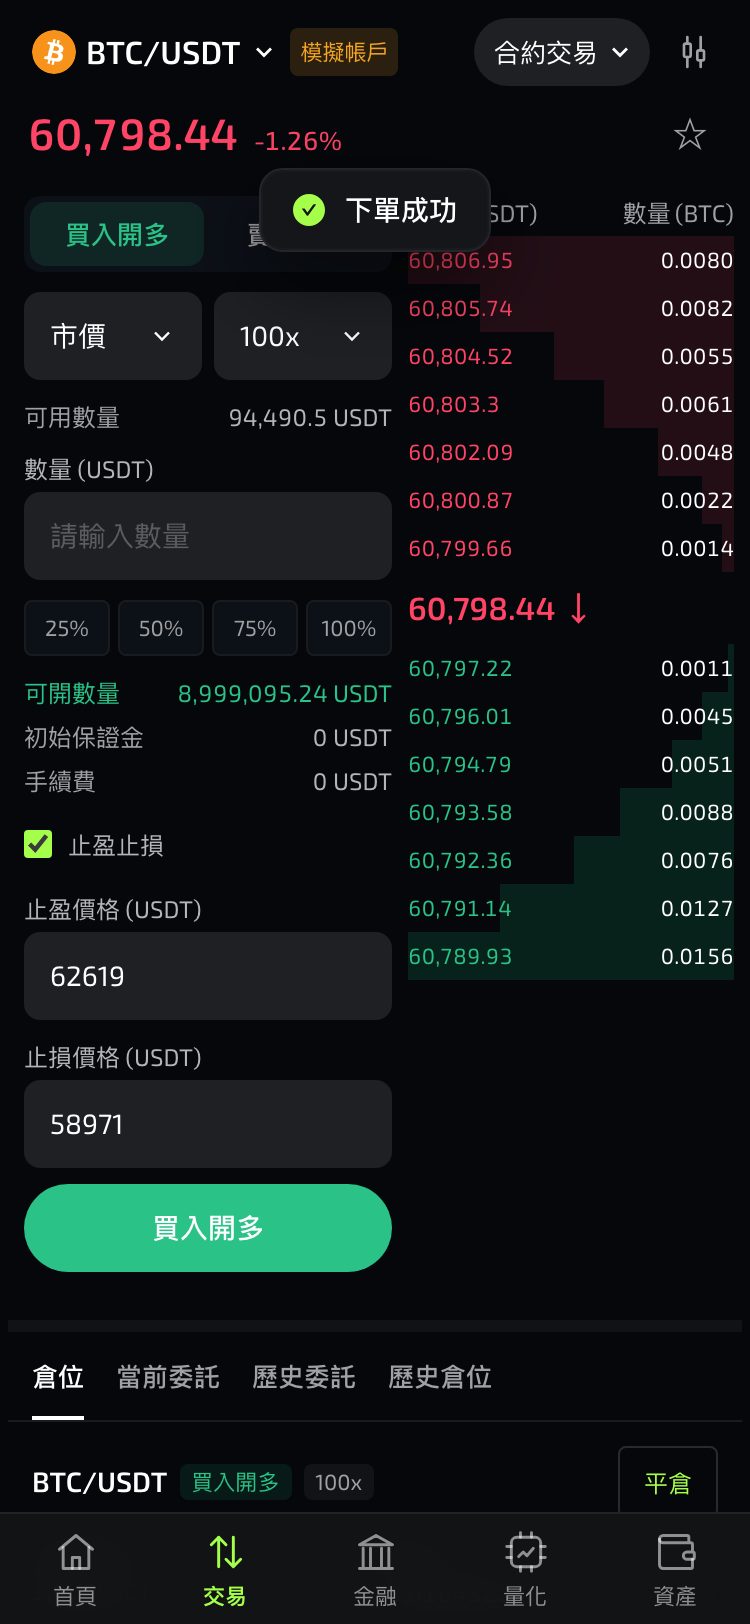 BTC/USDT 模擬帳戶 合約交易
60,798.44 -1.26%
下單成功
買入開多
SDT) 數量 (BTC)
60,806.95 0.0080
60,805.74 0.0082
60,804.52 0.0055
60,803.3 0.0061
60,802.09 0.0048
60,800.87 0.0022
60,799.66 0.0014
60,798.44 ↓
60,797.22 0.0011
60,796.01 0.0045
60,794.79 0.0051
60,793.58 0.0088
60,792.36 0.0076
60,791.14 0.0127
60,789.93 0.0156
市價 100x
可用數量 94,490.5 USDT
數量 (USDT)
請輸入數量
25% 50% 75% 100%
可開數量 8,999,095.24 USDT
初始保證金 0 USDT
手續費 0 USDT
止盈止損
止盈價格 (USDT)
62619
止損價格 (USDT)
58971
買入開多
倉位 當前委託 歷史委託 歷史倉位
BTC/USDT 買入開多 100x 平倉
首頁 交易 金融 量化 資產